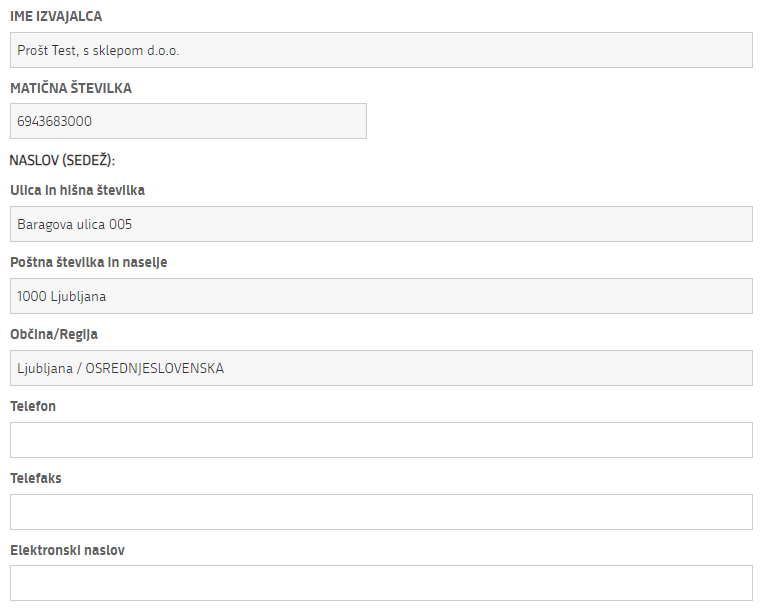 IME IZVAJALCA
Prošt Test, s sklepom d.o.o.
MATIČNA ŠTEVILKA
6943683000
NASLOV (SEDEŽ):
Ulica in hišna številka
Baragova ulica 005
Poštna številka in naselje
1000 Ljubljana
Občina/Regija
Ljubljana / OSREDNJESLOVENSKA
Telefon
Telefaks
Elektronski naslov